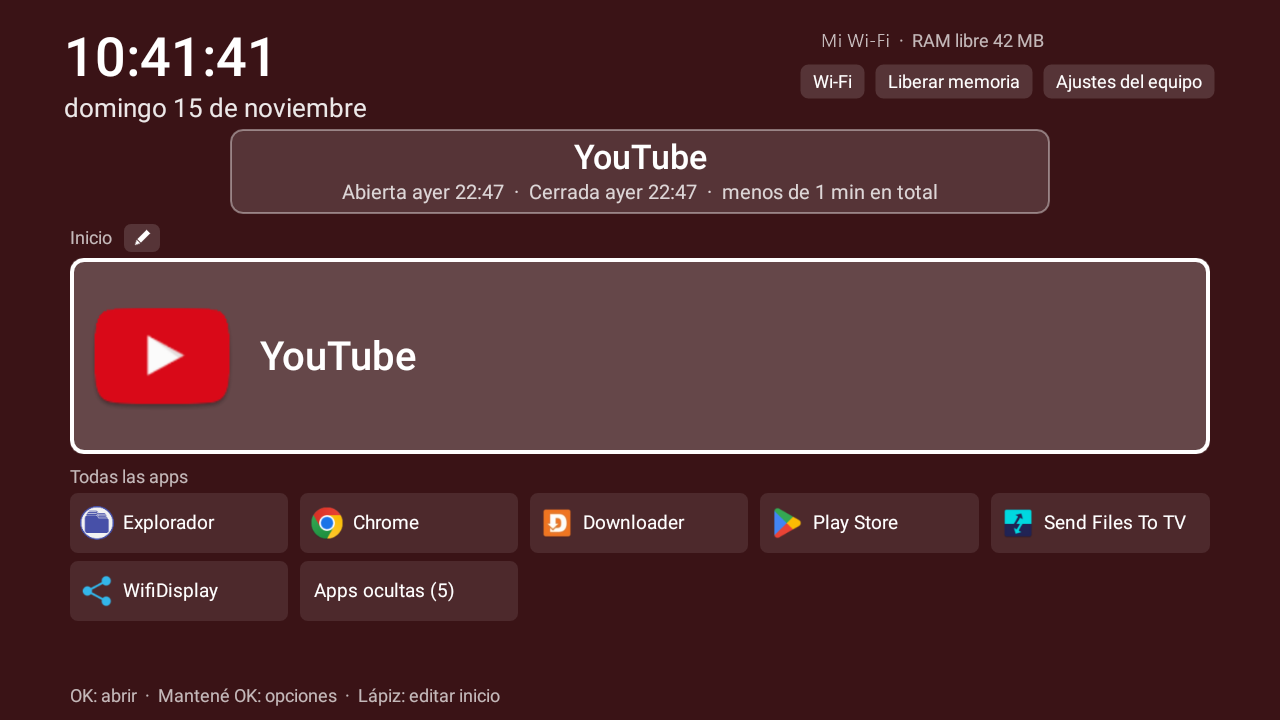 10:41:41
domingo 15 de noviembre
Mi Wi-Fi · RAM libre 42 MB
Wi-Fi
Liberar memoria
Ajustes del equipo
YouTube
Abierta ayer 22:47 · Cerrada ayer 22:47 · menos de 1 min en total
Inicio
YouTube
Todas las apps
Explorador
Chrome
Downloader
Play Store
Send Files To TV
WifiDisplay
Apps ocultas (5)
OK: abrir · Mantené OK: opciones · Lápiz: editar inicio